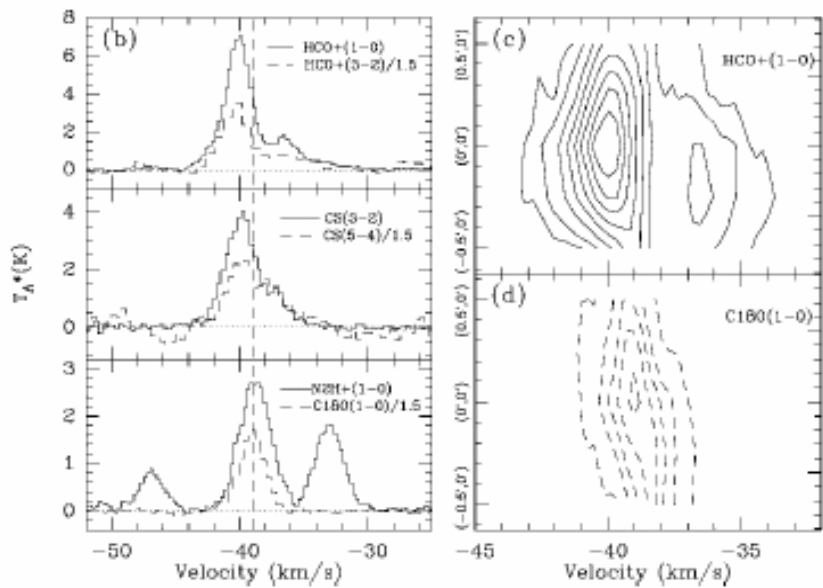 (b)
HCO+(1-0)
HCO+(3-2)/1.5
8
6
4
2
0
CS(3-2)
CS(5-4)/1.5
4
2
0
N2H+(1-0)
C18O(1-0)/1.5
3
2
1
0
T_A*(K)
-50 -40 -30
Velocity (km/s)
(c)
HCO+(1-0)
(0.5',0')
(0',0')
(-0.5',0')
(d)
C18O(1-0)
(0.5',0')
(0',0')
(-0.5',0')
-45 -40 -35
Velocity (km/s)